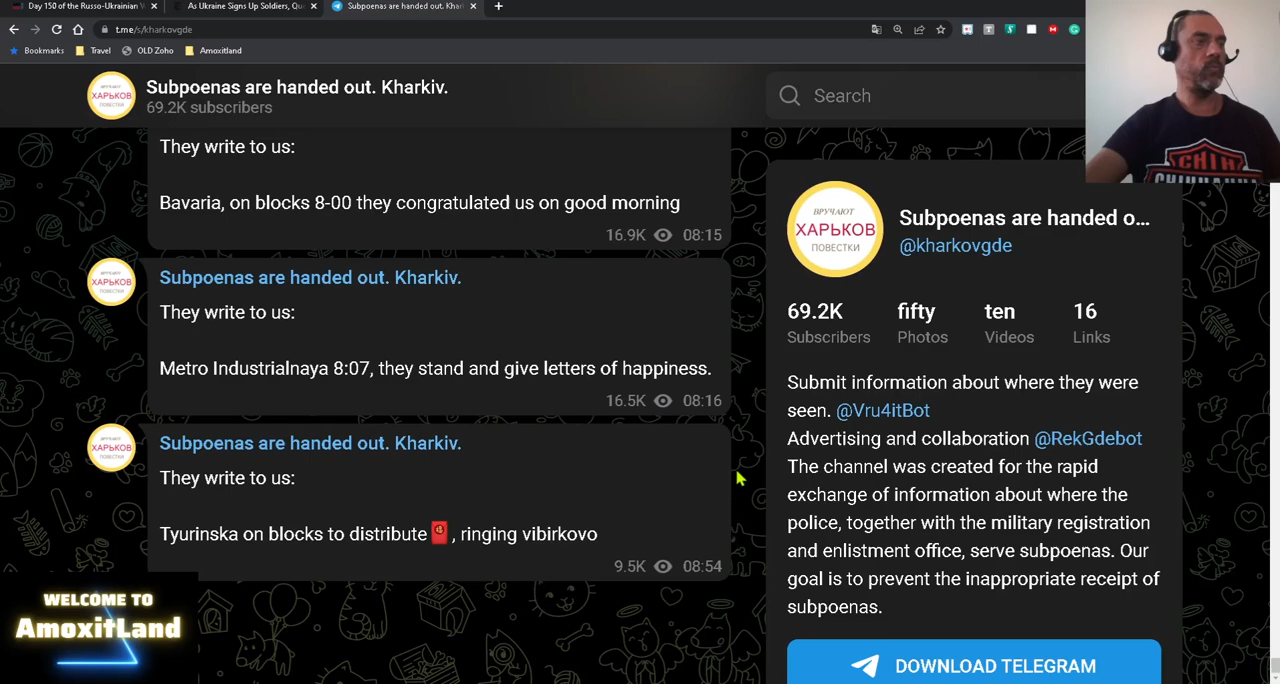 Day 150 of the Russo-Ukrainian
As Ukraine Signs Up Soldiers, Qu
Subpoenas are handed out. Khar
t.me/s/kharkovgde
Bookmarks Travel OLD Zoho Amoxitland
Subpoenas are handed out. Kharkiv.
69.2K subscribers
Search
They write to us:
Bavaria, on blocks 8-00 they congratulated us on good morning
16.9K 08:15
Subpoenas are handed out. Kharkiv.
They write to us:
Metro Industrialnaya 8:07, they stand and give letters of happiness.
16.5K 08:16
Subpoenas are handed out. Kharkiv.
They write to us:
Tyurinska on blocks to distribute🧧, ringing vibirkovo
9.5K 08:54
ВРУЧАЮТ
ХАРЬКОВ
ПОВЕСТКИ
Subpoenas are handed o...
@kharkovgde
69.2K fifty ten 16
Subscribers Photos Videos Links
Submit information about where they were
seen. @Vru4itBot
Advertising and collaboration @RekGdebot
The channel was created for the rapid
exchange of information about where the
police, together with the military registration
and enlistment office, serve subpoenas. Our
goal is to prevent the inappropriate receipt of
subpoenas.
DOWNLOAD TELEGRAM
WELCOME TO
AmoxitLand